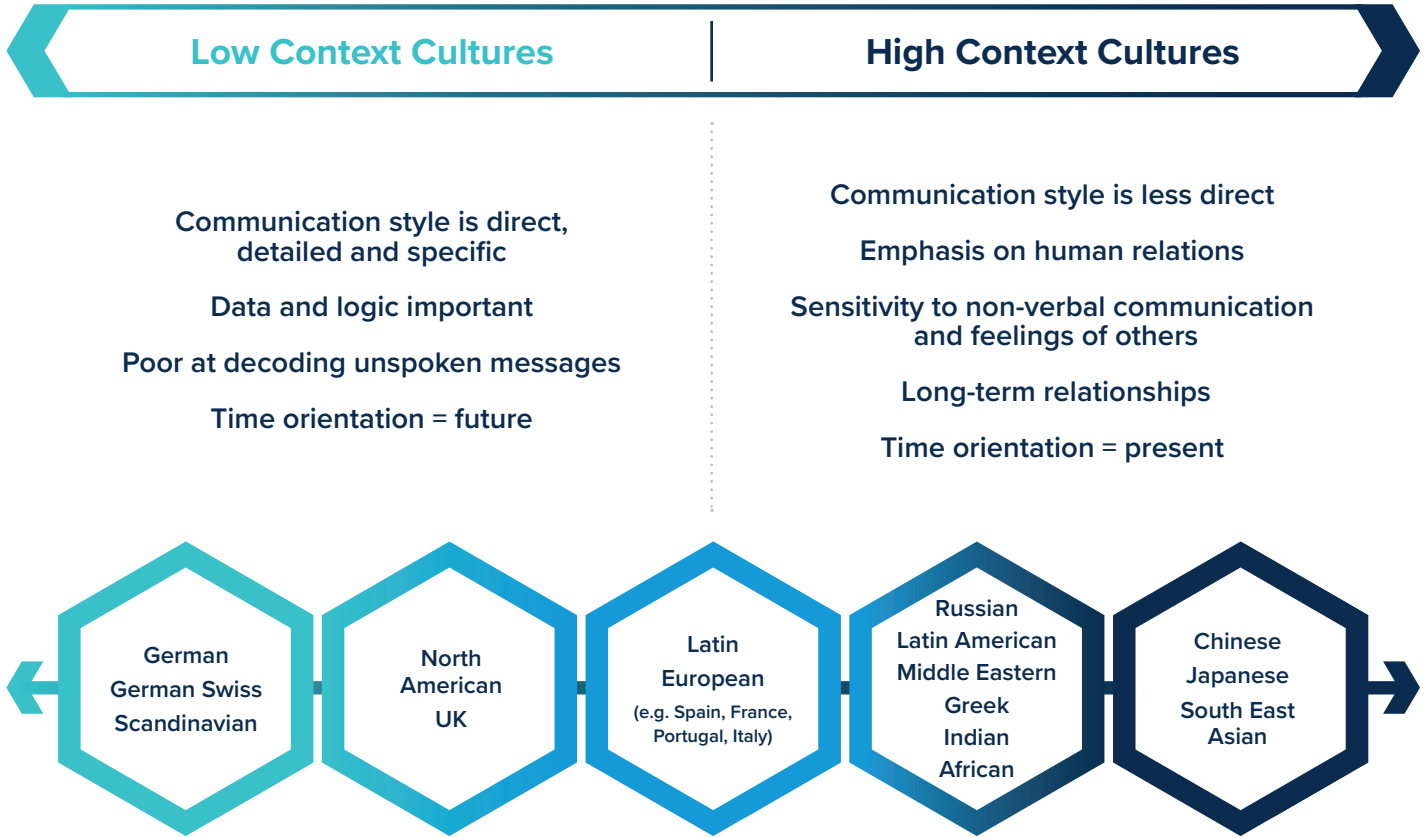 Low Context Cultures
High Context Cultures
Communication style is direct,
detailed and specific
Data and logic important
Poor at decoding unspoken messages
Time orientation = future
Communication style is less direct
Emphasis on human relations
Sensitivity to non-verbal communication
and feelings of others
Long-term relationships
Time orientation = present
German
German Swiss
Scandinavian
North
American
UK
Latin
European
(e.g. Spain, France,
Portugal, Italy)
Russian
Latin American
Middle Eastern
Greek
Indian
African
Chinese
Japanese
South East
Asian